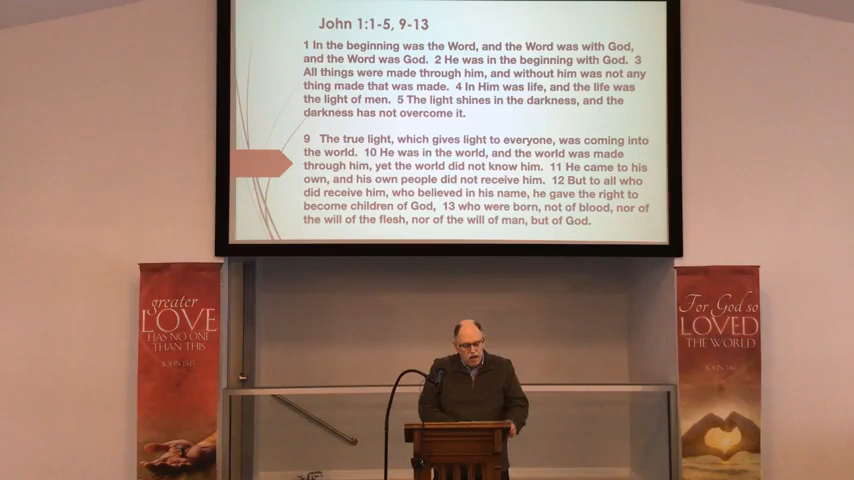 John 1:1-5, 9-13
1 In the beginning was the Word, and the Word was with God,
and the Word was God.  2 He was in the beginning with God.  3
All things were made through him, and without him was not any
thing made that was made.  4 In Him was life, and the life was
the light of men.  5 The light shines in the darkness, and the
darkness has not overcome it.
9   The true light, which gives light to everyone, was coming into
the world.  10 He was in the world, and the world was made
through him, yet the world did not know him.  11 He came to his
own, and his own people did not receive him.  12 But to all who
did receive him, who believed in his name, he gave the right to
become children of God,  13 who were born, not of blood, nor of
the will of the flesh, nor of the will of man, but of God.
greater
LOVE
HAS NO ONE
THAN THIS
For God so
LOVED
THE WORLD